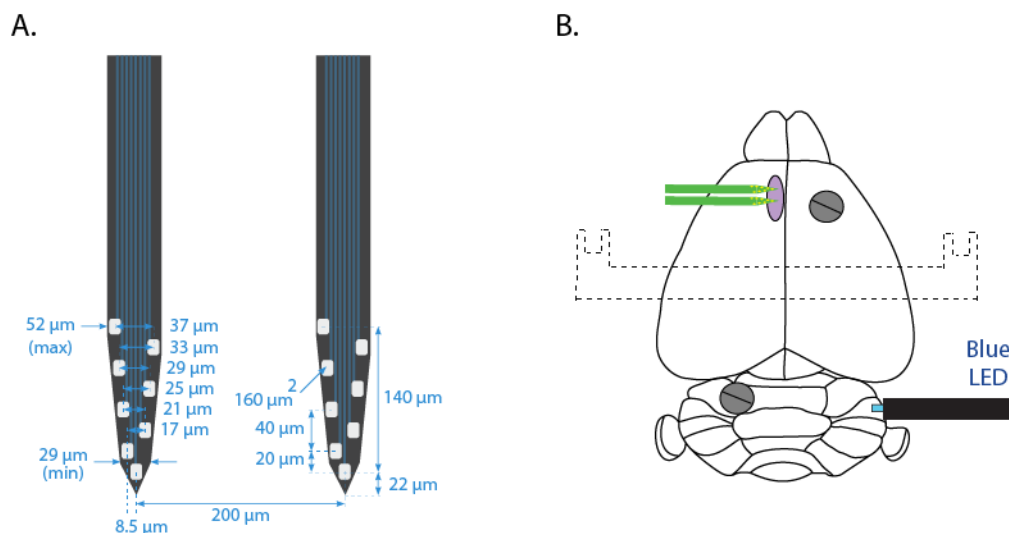 A.
B.
52 µm
(max)
37 µm
33 µm
29 µm
25 µm
21 µm
17 µm
29 µm
(min)
8.5 µm
200 µm
160 µm 2
40 µm
20 µm
140 µm
22 µm
Blue
LED